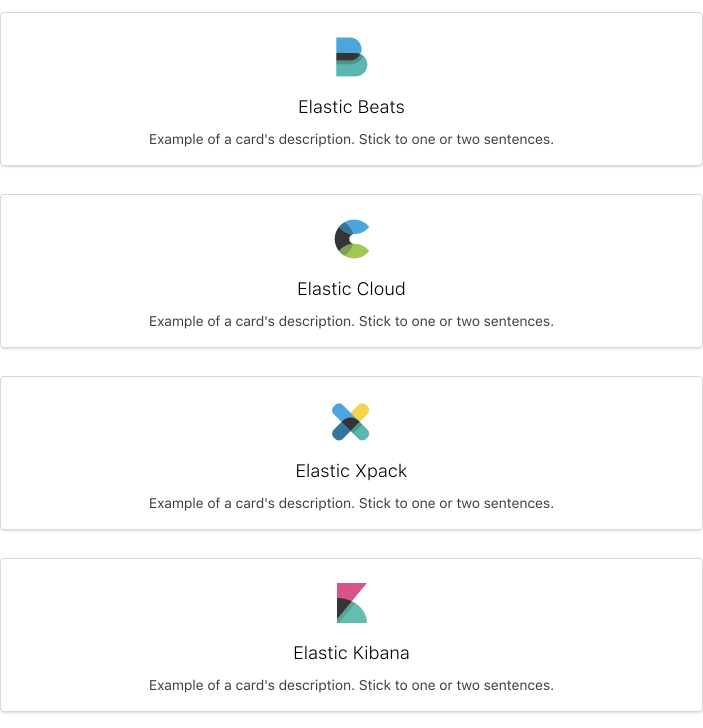 Elastic Beats
Example of a card's description. Stick to one or two sentences.
Elastic Cloud
Example of a card's description. Stick to one or two sentences.
Elastic Xpack
Example of a card's description. Stick to one or two sentences.
Elastic Kibana
Example of a card's description. Stick to one or two sentences.